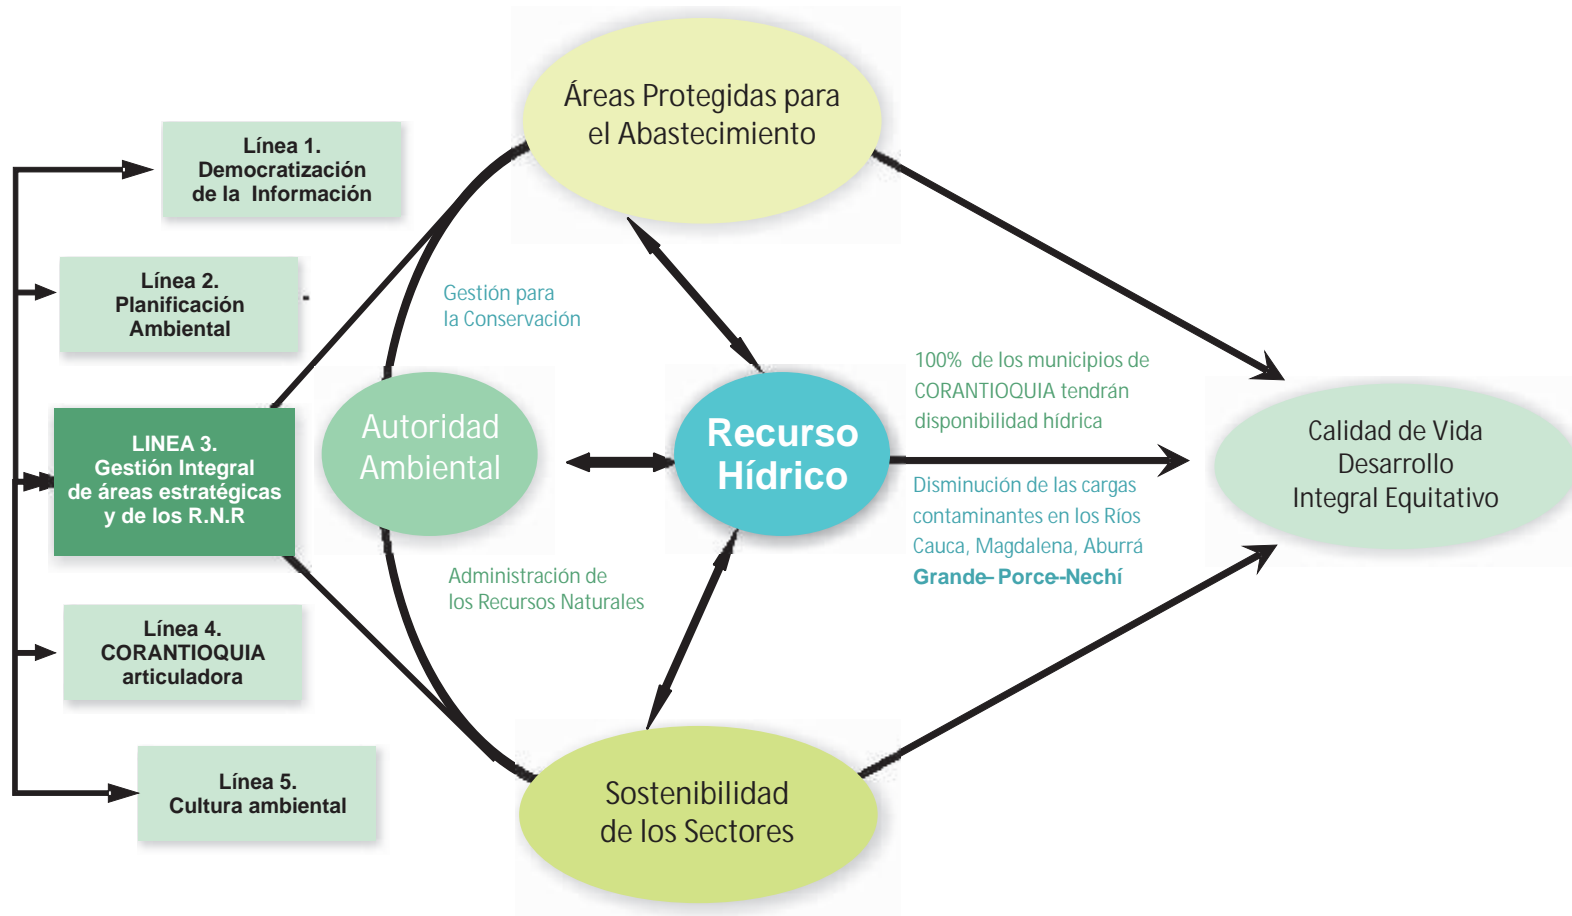 Áreas Protegidas para
el Abastecimiento
Línea 1.
Democratización
de la Información
Línea 2.
Planificación
Ambiental
Gestión para
la Conservación
LINEA 3.
Gestión Integral
de áreas estratégicas
y de los R.N.R
Autoridad
Ambiental
Recurso
Hídrico
100% de los municipios de
CORANTIOQUIA tendrán
disponibilidad hídrica
Disminución de las cargas
contaminantes en los Ríos
Cauca, Magdalena, Aburrá
Grande– Porce--Nechí
Calidad de Vida
Desarrollo
Integral Equitativo
Administración de
los Recursos Naturales
Línea 4.
CORANTIOQUIA
articuladora
Línea 5.
Cultura ambiental
Sostenibilidad
de los Sectores